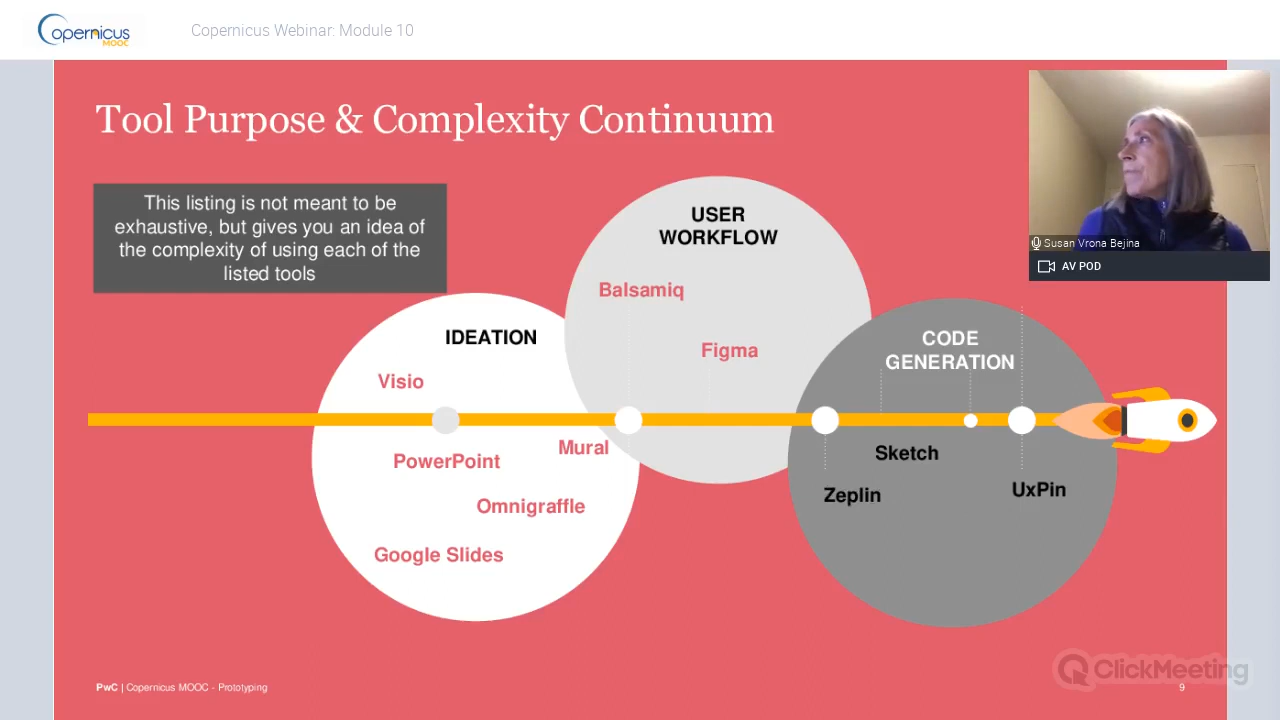 Copernicus
MOOC
Copernicus Webinar: Module 10
Tool Purpose & Complexity Continuum
This listing is not meant to be
exhaustive, but gives you an idea of
the complexity of using each of the
listed tools
USER
WORKFLOW
Balsamiq
Figma
IDEATION
Visio
PowerPoint
Mural
Omnigraffle
Google Slides
CODE
GENERATION
Sketch
Zeplin
UxPin
Susan Vrona Bejina
AV POD
PwC | Copernicus MOOC - Prototyping
ClickMeeting
9